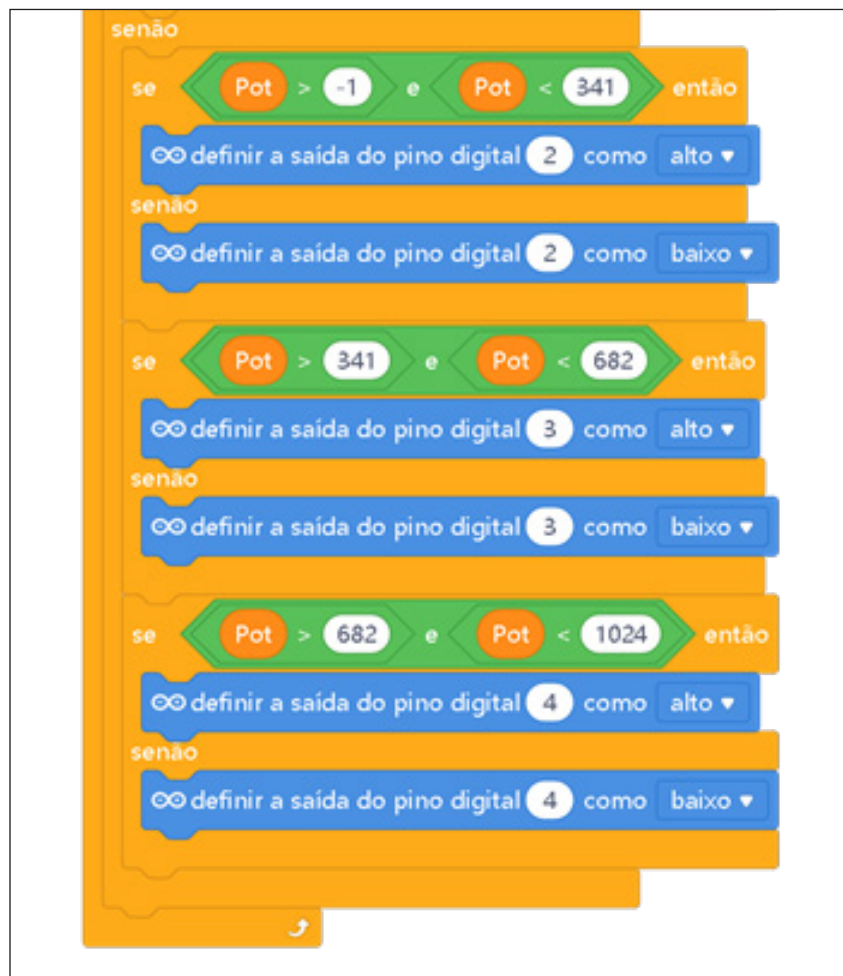 senão
se Pot > -1 e Pot < 341 então
definir a saída do pino digital 2 como alto
senão
definir a saída do pino digital 2 como baixo
se Pot > 341 e Pot < 682 então
definir a saída do pino digital 3 como alto
senão
definir a saída do pino digital 3 como baixo
se Pot > 682 e Pot < 1024 então
definir a saída do pino digital 4 como alto
senão
definir a saída do pino digital 4 como baixo